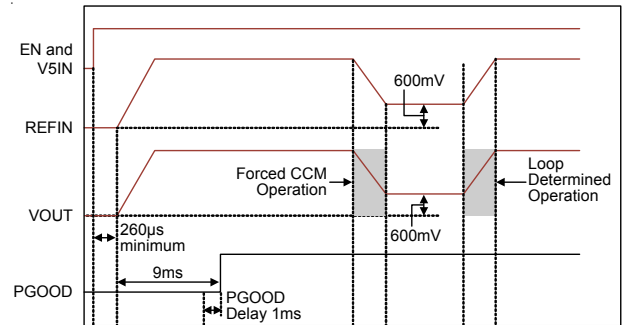 EN and
V5IN
600mV
REFIN
Forced CCM
Operation
Loop
Determined
Operation
VOUT
260µs
minimum
600mV
9ms
PGOOD
PGOOD
Delay 1ms